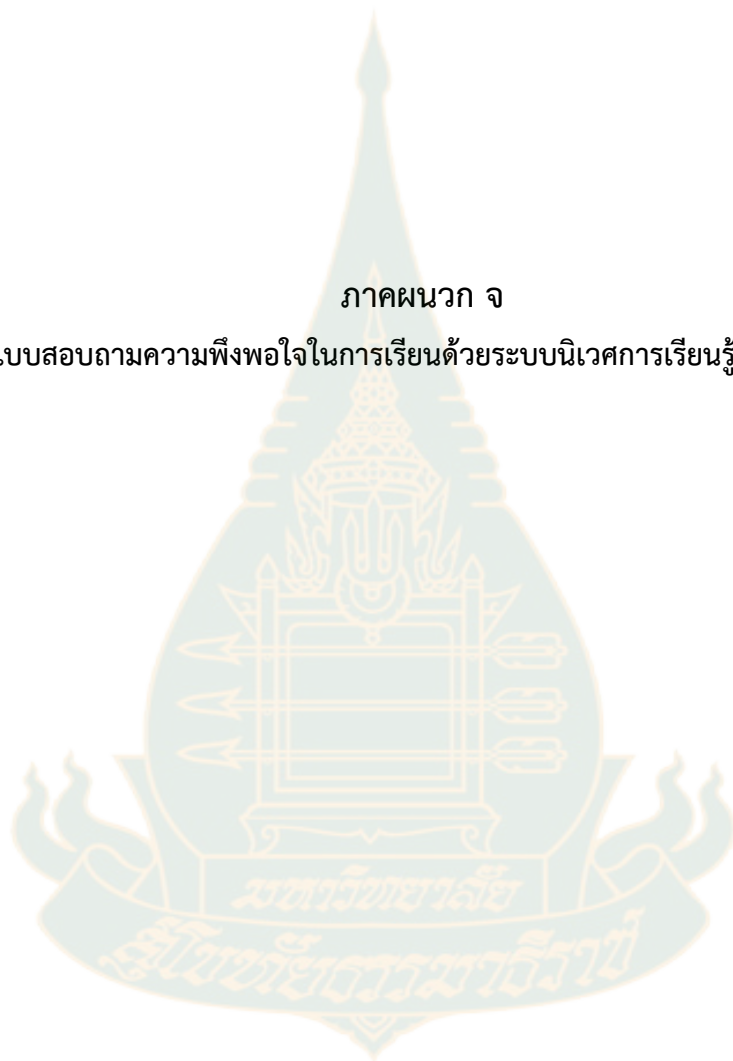 ภาคผนวก จ
แบบสอบถามความพึงพอใจในการเรียนด้วยระบบนิเวศการเรียนรู้
มหาวิทยาลัย
สุโขทัยธรรมาธิราช